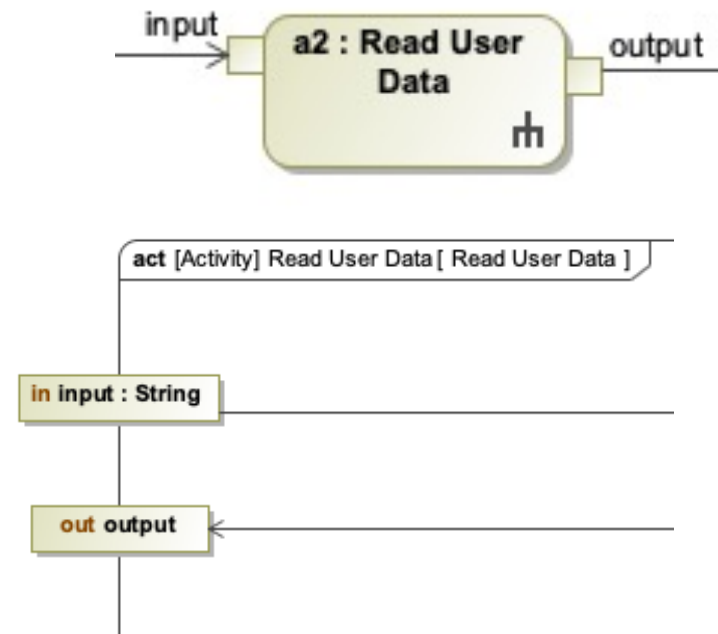 input
a2 : Read User
Data
output
act [Activity] Read User Data[ Read User Data ]
in input : String
out output